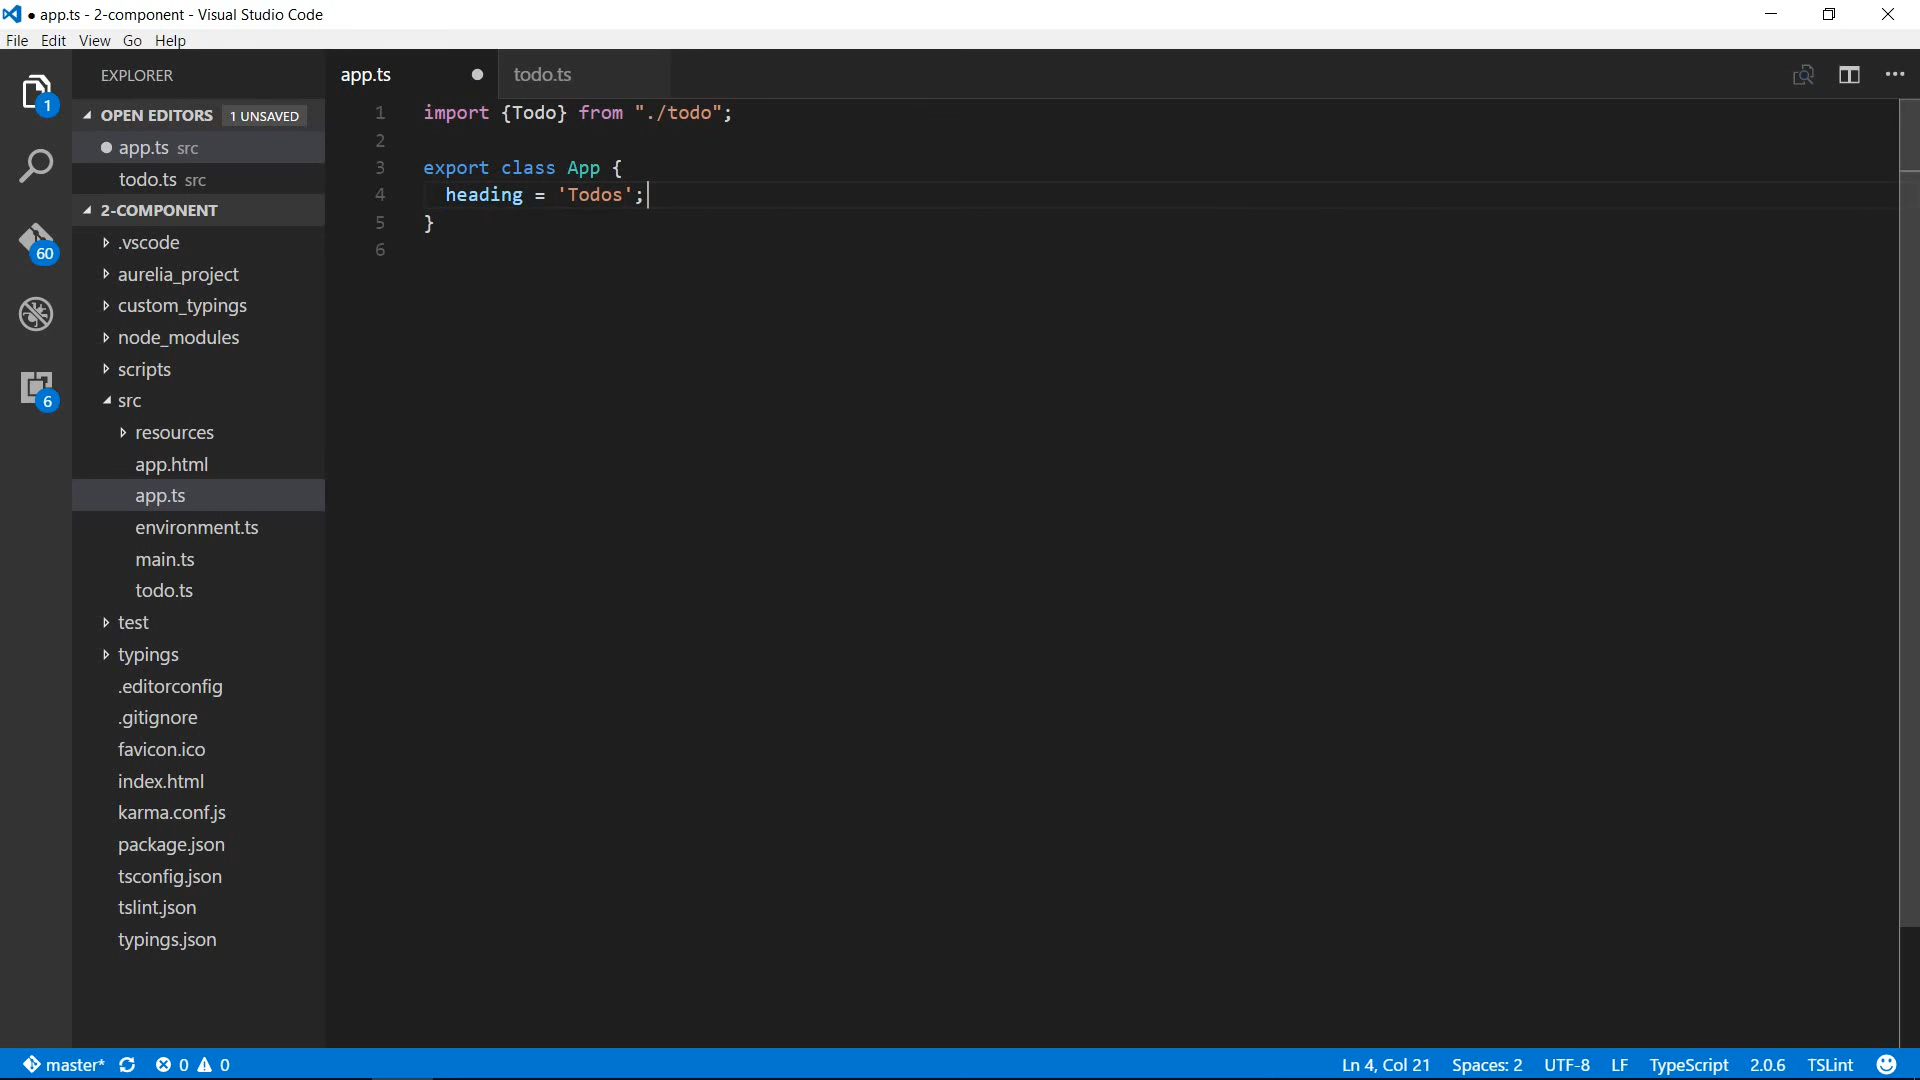 ● app.ts - 2-component - Visual Studio Code
File Edit View Go Help
EXPLORER
OPEN EDITORS 1 UNSAVED
● app.ts src
todo.ts src
2-COMPONENT
.vscode
aurelia_project
custom_typings
node_modules
scripts
src
resources
app.html
app.ts
environment.ts
main.ts
todo.ts
test
typings
.editorconfig
.gitignore
favicon.ico
index.html
karma.conf.js
package.json
tsconfig.json
tslint.json
typings.json
1
60
6
app.ts ● todo.ts
1 import {Todo} from "./todo";
2
3 export class App {
4 heading = 'Todos';
5 }
6
master* 0 0 Ln 4, Col 21 Spaces: 2 UTF-8 LF TypeScript 2.0.6 TSLint